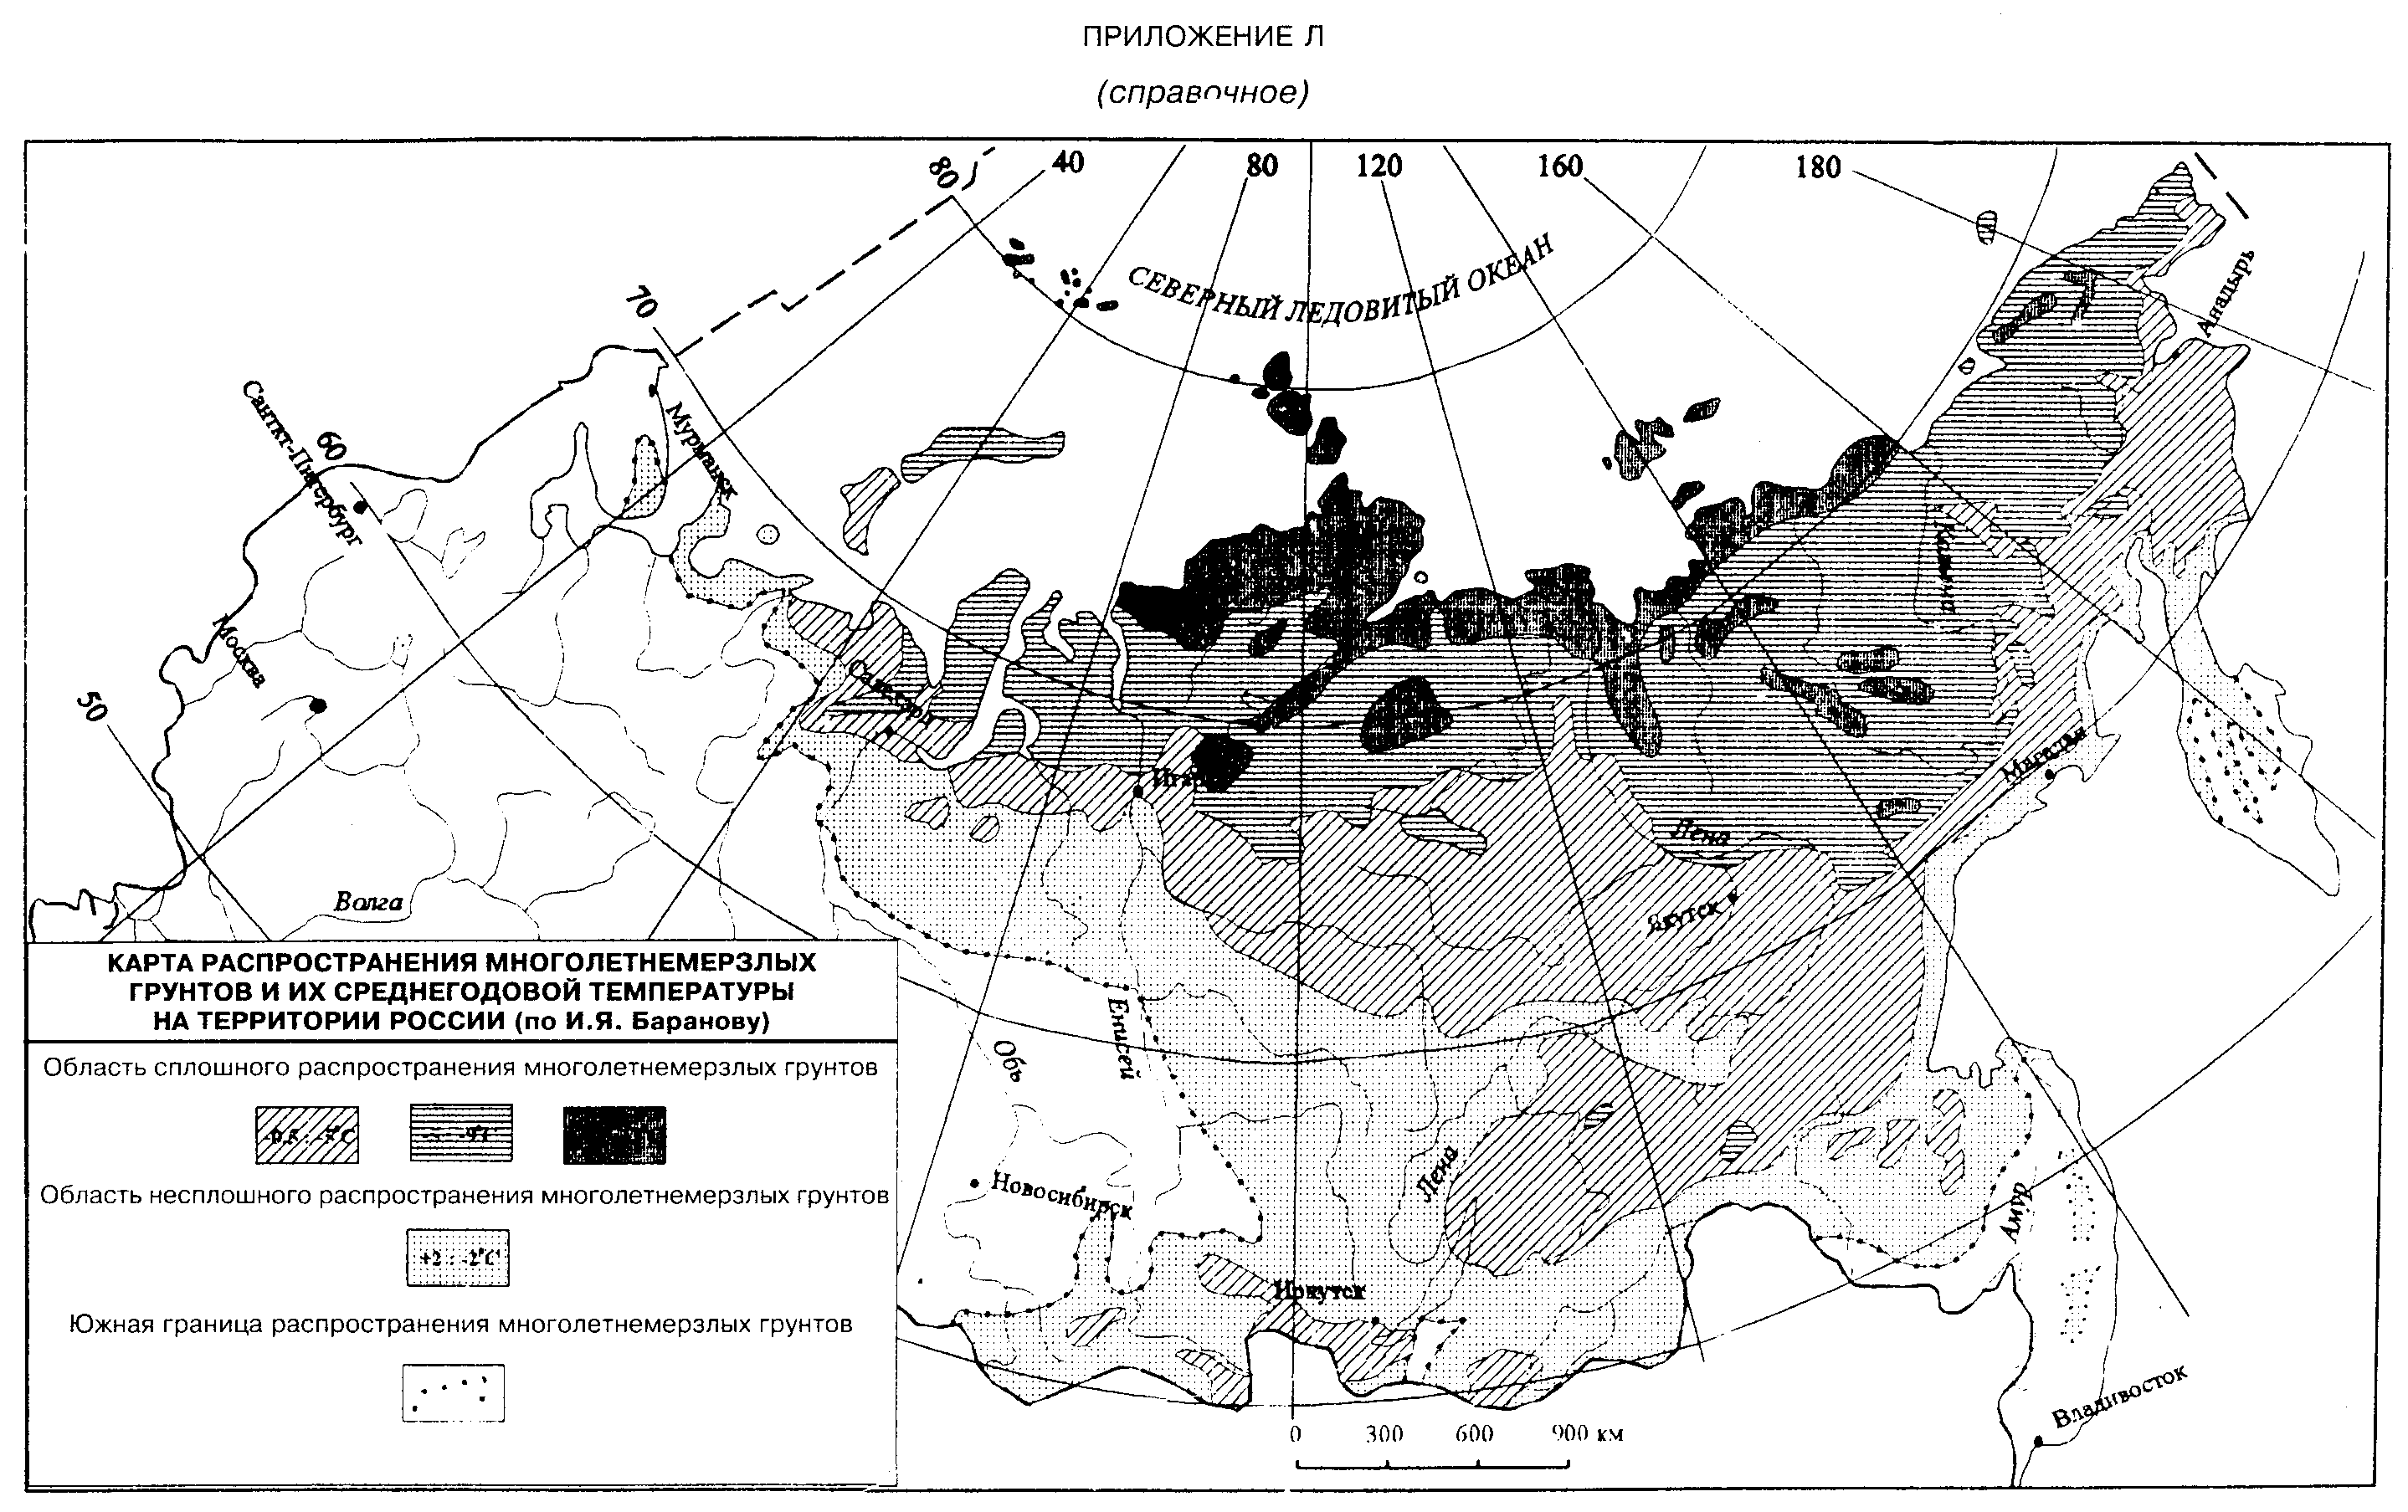 ПРИЛОЖЕНИЕ Л
(справочное)
80
40
80
120
160
180
70
60
50
СЕВЕРНЫЙ ЛЕДОВИТЫЙ ОКЕАН
Анадырь
Санкт-Питербург
Мурманск
Москва
Салехард
Колыма
Магадан
Лена
Якутск
Волга
Енисей
Обь
Новосибирск
Лена
Иркутск
Амур
Владивосток
КАРТА РАСПРОСТРАНЕНИЯ МНОГОЛЕТНЕМЕРЗЛЫХ
ГРУНТОВ И ИХ СРЕДНЕГОДОВОЙ ТЕМПЕРАТУРЫ
НА ТЕРРИТОРИИ РОССИИ (по И.Я. Баранову)
Область сплошного распространения многолетнемерзлых грунтов
Область несплошного распространения многолетнемерзлых грунтов
+2 : -2°C
Южная граница распространения многолетнемерзлых грунтов
0 300 600 900 км